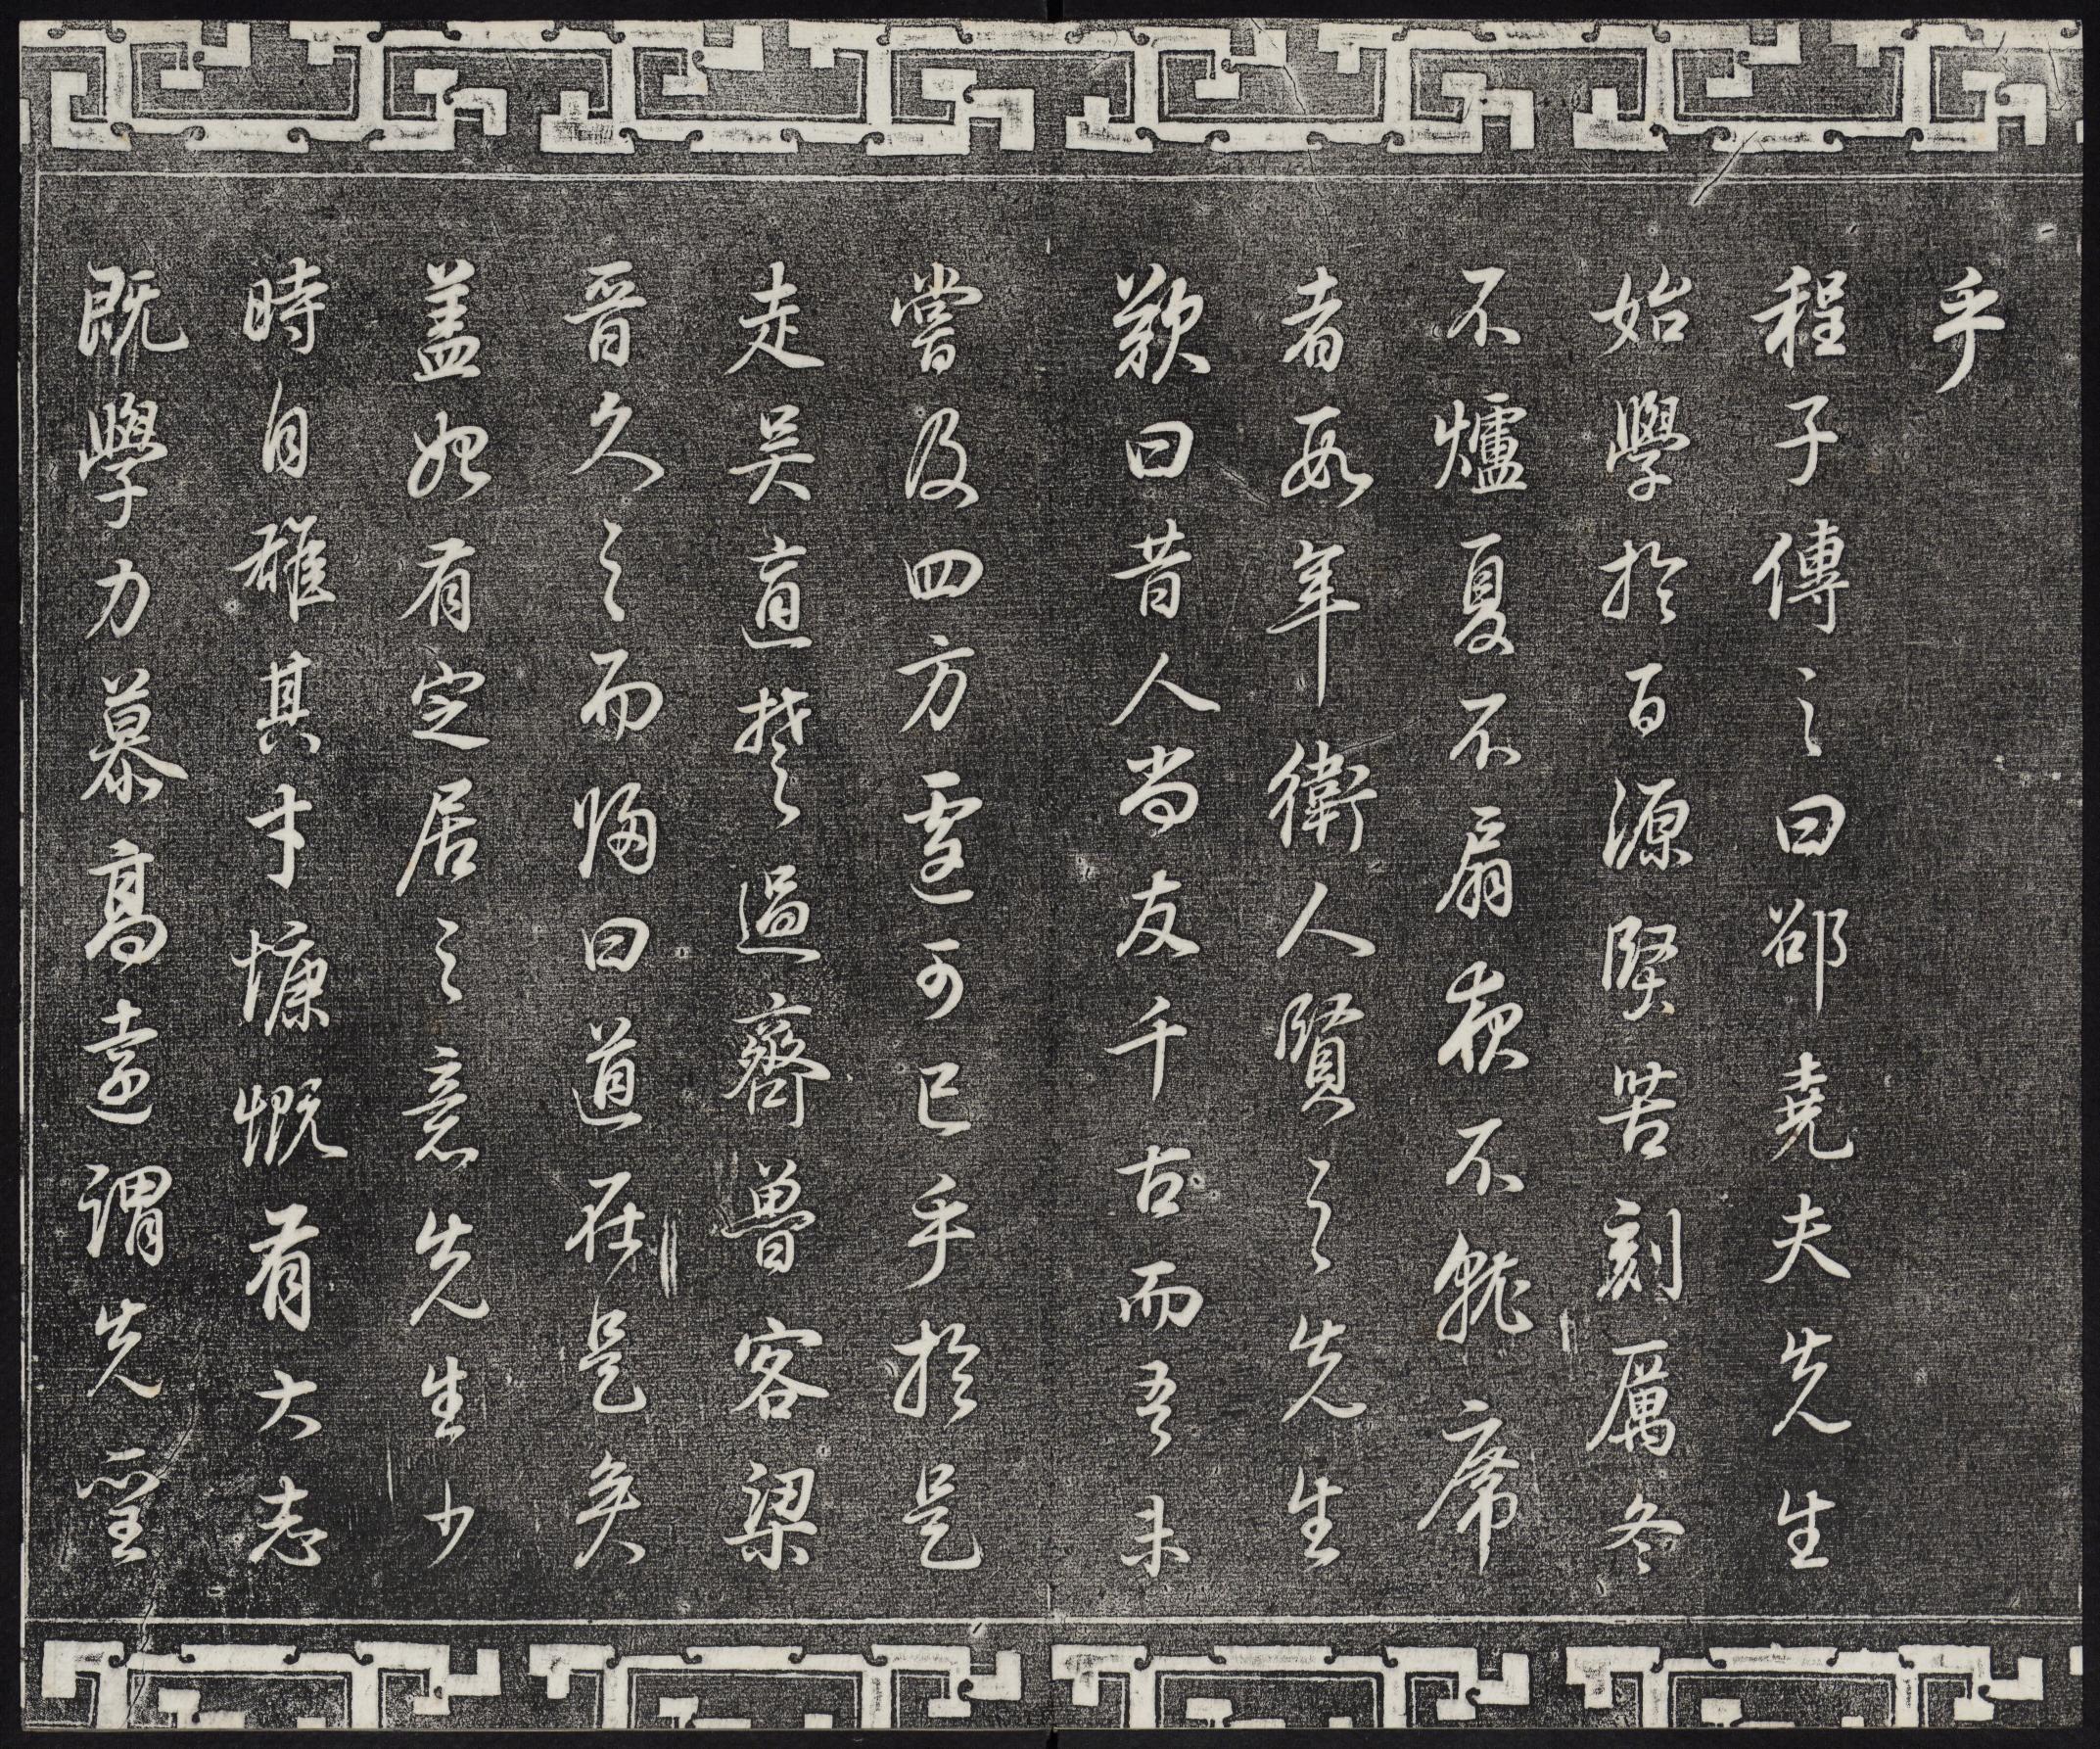 乎
程子傳之曰邵堯夫先生
始學於百源堅苦刻厲冬
不爐夏不扇夜不就席
者數年衛人賢之先生
歎曰昔人尚友千古而吾未
嘗及四方遽可已乎於是
走吳適楚過齊魯客梁
晉久之而歸曰道在是矣
盖始有定居之意先生少
時自雄其才慷慨有大志
既學力慕高遠謂先聖